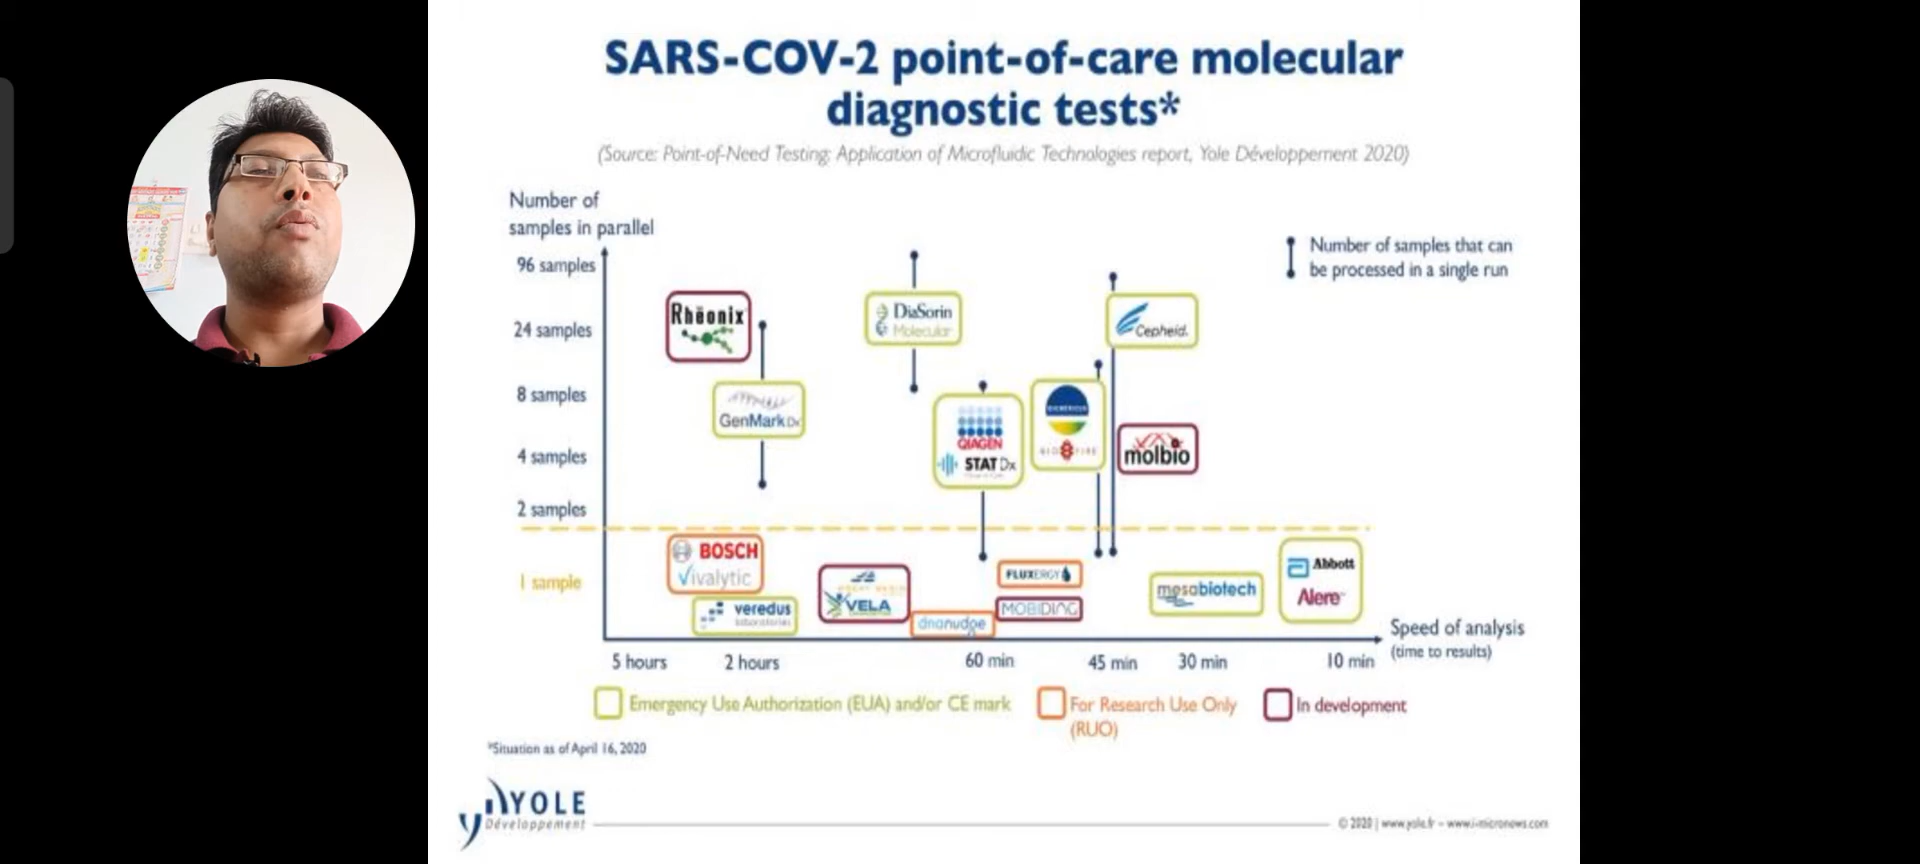 SARS-COV-2 point-of-care molecular
diagnostic tests*
(Source: Point-of-Need Testing: Application of Microfluidic Technologies report, Yole Développement 2020)
Number of
samples in parallel
96 samples
24 samples
8 samples
4 samples
2 samples
1 sample
Number of samples that can
be processed in a single run
Rhēonix
DiaSorin
Molecular
Cepheid.
GenMarkDx
QIAGEN
STAT Dx
molbio
BOSCH
Vivalytic
veredus
laboratories
VELA
dnanudge
FLUXERGY
MOBIDIAG
mesabiotech
Abbott
Alere
Speed of analysis
(time to results)
5 hours
2 hours
60 min
45 min
30 min
10 min
Emergency Use Authorization (EUA) and/or CE mark
For Research Use Only
(RUO)
In development
*Situation as of April 16, 2020
YOLE
Développement
© 2020 | www.yole.fr – www.i-micronews.com